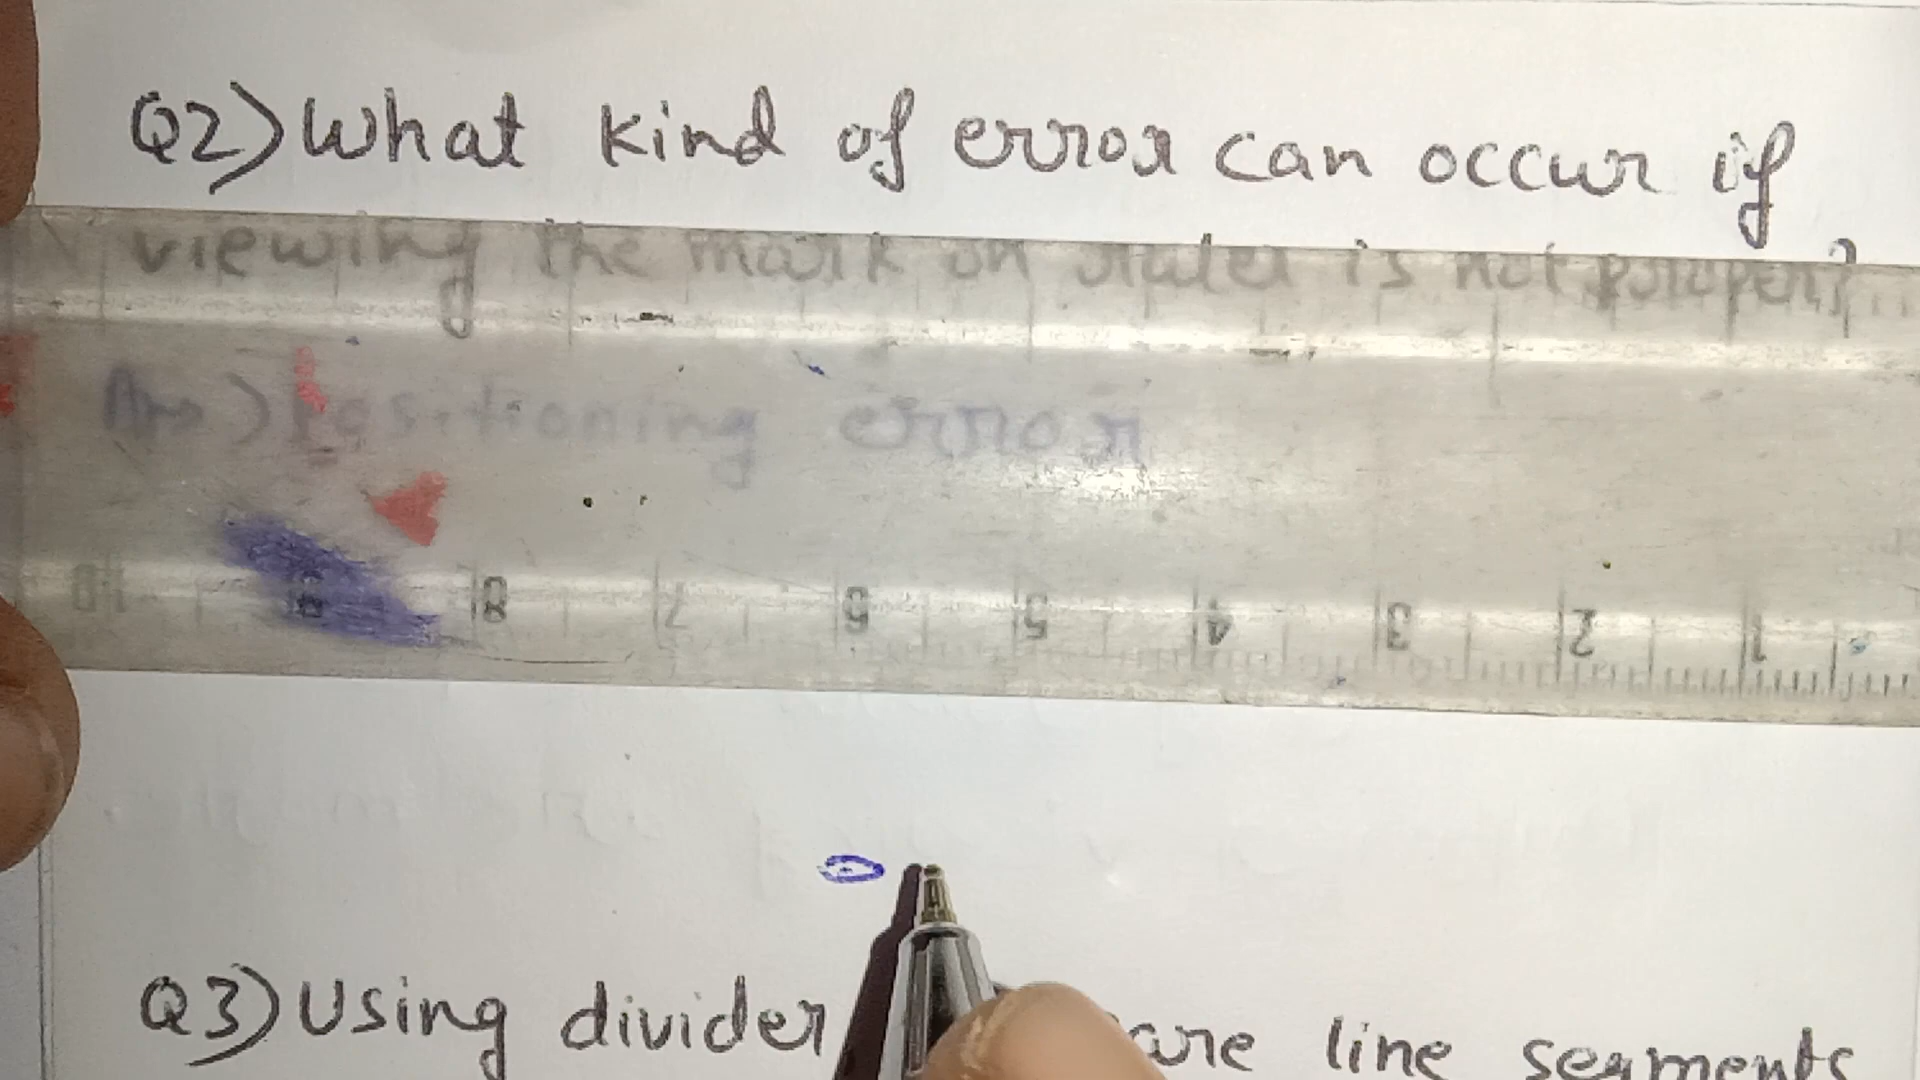 Q2) What kind of error can occur if
viewing the mark on ruler is not proper?
Ans) Positioning error
10 9 8 7 6 5 4 3 2 1
Q3) Using divider are line segments